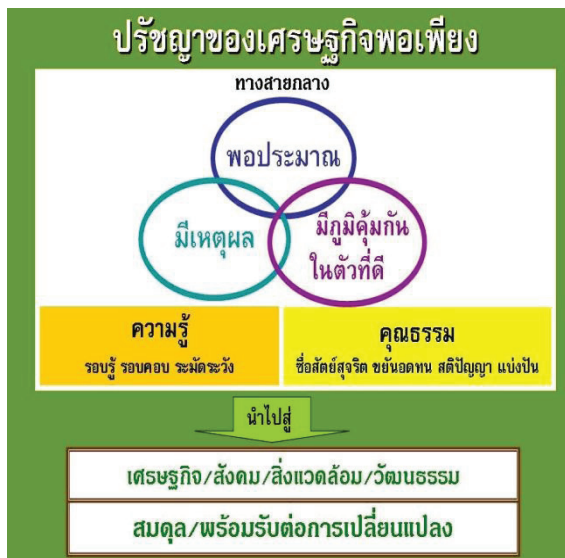 ปรัชญาของเศรษฐกิจพอเพียง
ทางสายกลาง
พอประมาณ
มีเหตุผล
มีภูมิคุ้มกัน
ในตัวที่ดี
ความรู้
รอบรู้ รอบคอบ ระมัดระวัง
คุณธรรม
ซื่อสัตย์สุจริต ขยันอดทน สติปัญญา แบ่งปัน
นำไปสู่
เศรษฐกิจ/สังคม/สิ่งแวดล้อม/วัฒนธรรม
สมดุล/พร้อมรับต่อการเปลี่ยนแปลง